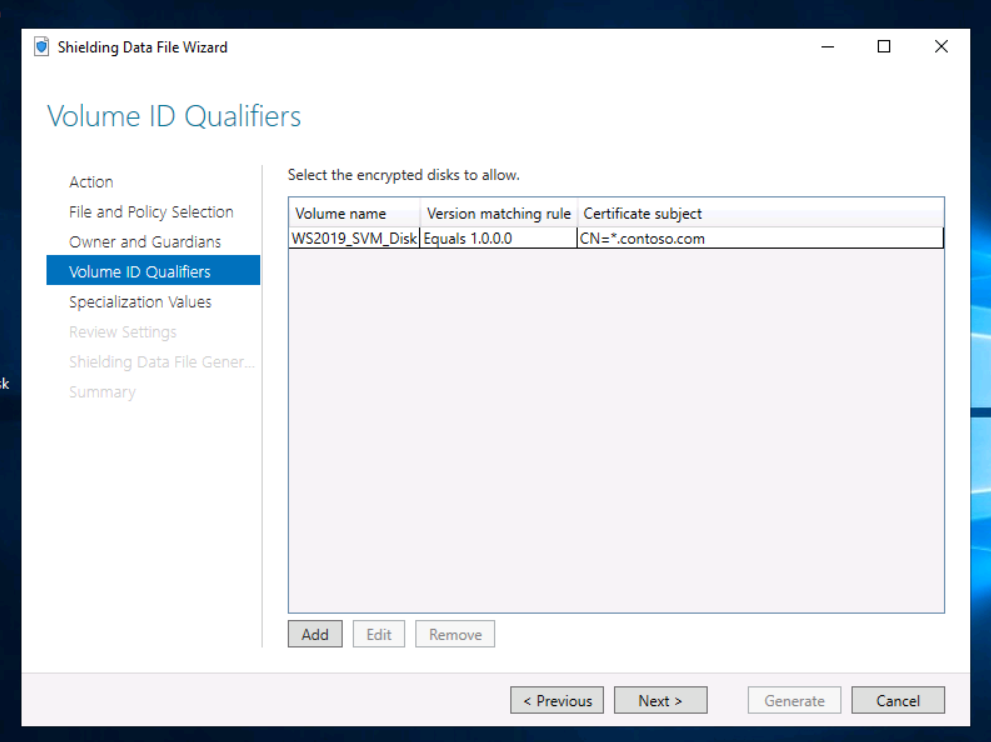 Shielding Data File Wizard
Volume ID Qualifiers
Action
File and Policy Selection
Owner and Guardians
Volume ID Qualifiers
Specialization Values
Review Settings
Shielding Data File Gener...
Summary
Select the encrypted disks to allow.
Volume name Version matching rule Certificate subject
WS2019_SVM_Disk Equals 1.0.0.0 CN=*.contoso.com
Add Edit Remove
< Previous Next > Generate Cancel